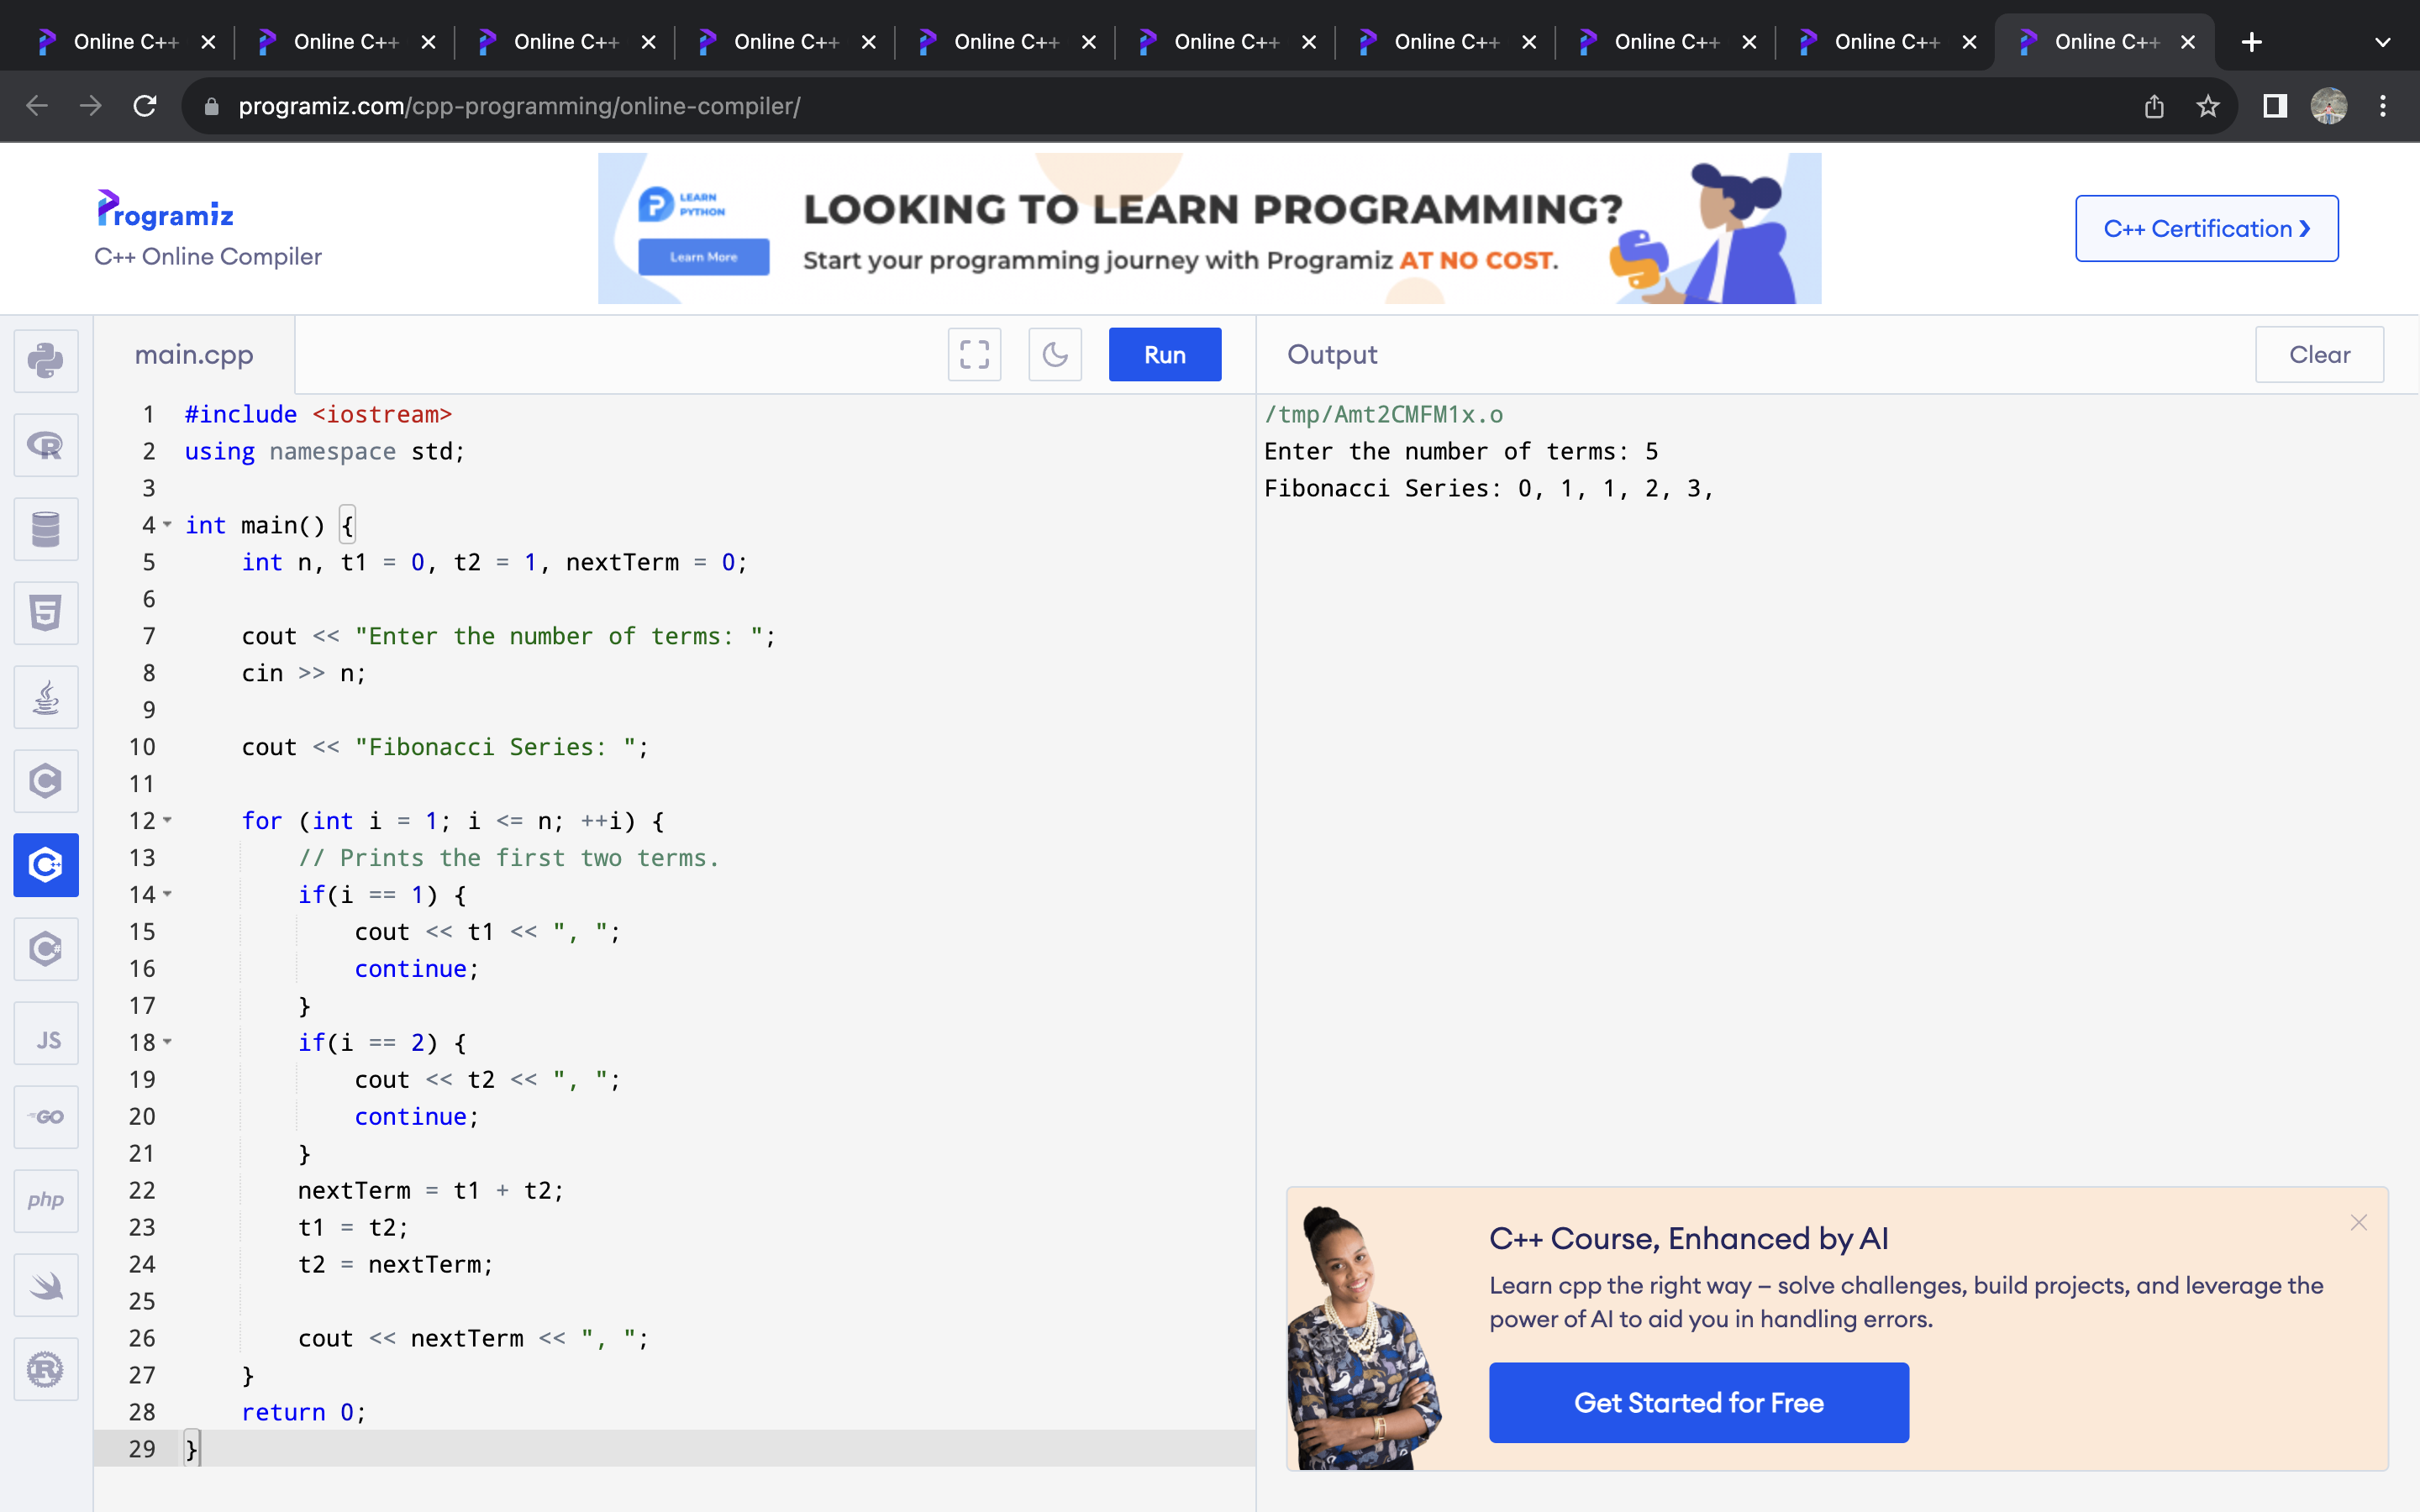 Online C++ Online C++ Online C++ Online C++ Online C++ Online C++ Online C++ Online C++ Online C++ Online C++
programiz.com/cpp-programming/online-compiler/
Programiz
C++ Online Compiler
LEARN
PYTHON
Learn More
LOOKING TO LEARN PROGRAMMING?
Start your programming journey with Programiz AT NO COST.
C++ Certification ❯
main.cpp
Run
Output
Clear
R
5
C
C++
C#
JS
GO
php
R
1 #include <iostream>
2 using namespace std;
3
4 int main() {
5     int n, t1 = 0, t2 = 1, nextTerm = 0;
6
7     cout << "Enter the number of terms: ";
8     cin >> n;
9
10     cout << "Fibonacci Series: ";
11
12     for (int i = 1; i <= n; ++i) {
13         // Prints the first two terms.
14         if(i == 1) {
15             cout << t1 << ", ";
16             continue;
17         }
18         if(i == 2) {
19             cout << t2 << ", ";
20             continue;
21         }
22         nextTerm = t1 + t2;
23         t1 = t2;
24         t2 = nextTerm;
25
26         cout << nextTerm << ", ";
27     }
28     return 0;
29 }
/tmp/Amt2CMFM1x.o
Enter the number of terms: 5
Fibonacci Series: 0, 1, 1, 2, 3,
C++ Course, Enhanced by AI
Learn cpp the right way – solve challenges, build projects, and leverage the
power of AI to aid you in handling errors.
Get Started for Free